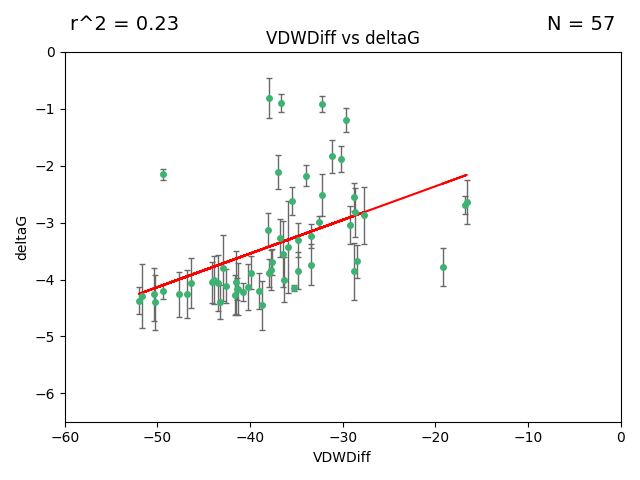 r^2 = 0.23
N = 57
VDWDiff vs deltaG
0
−1
−2
−3
−4
−5
−6
deltaG
−60 −50 −40 −30 −20 −10 0
VDWDiff